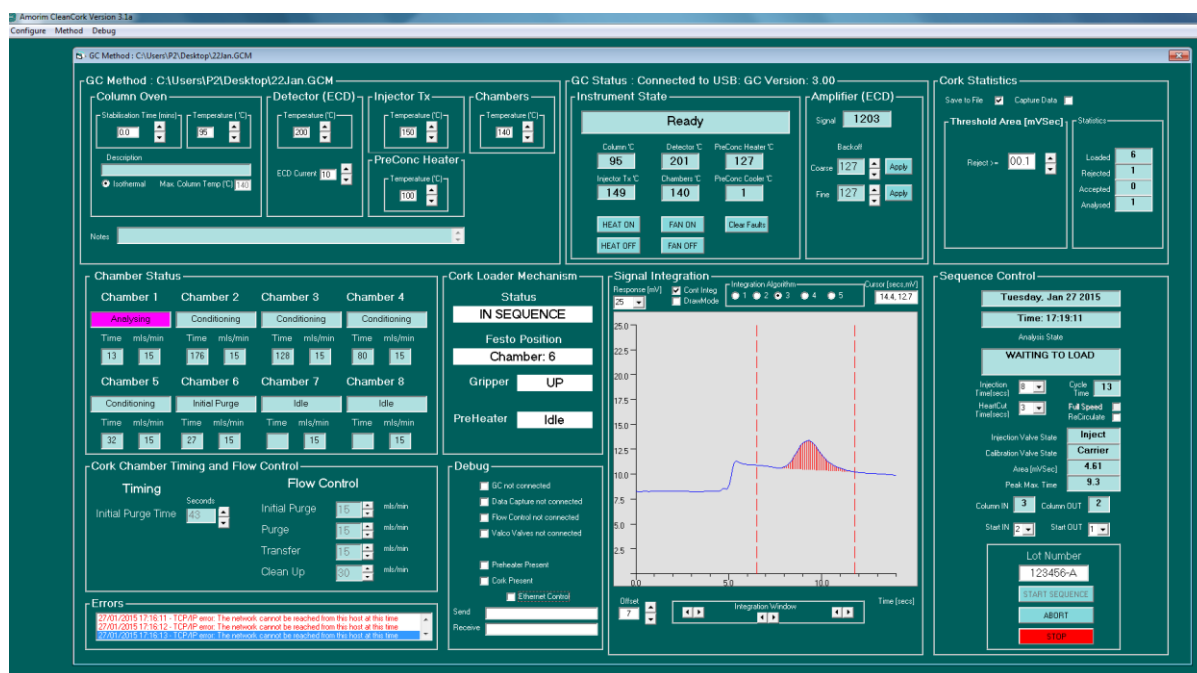 Amorim CleanCork Version 3.1a
Configure Method Debug
GC Method : C:\Users\P2\Desktop\22Jan.GCM
GC Method : C:\Users\P2\Desktop\22Jan.GCM
Column Oven
Stabilisation Time (mins)
0.0
Temperature (°C)
95
Description
Isothermal Max. Column Temp (°C) 140
Detector (ECD)
Temperature (°C)
200
ECD Current 10
Injector Tx
Temperature (°C)
150
PreConc Heater
Temperature (°C)
100
Chambers
Temperature (°C)
140
Notes
GC Status : Connected to USB: GC Version: 3.00
Instrument State
Ready
Column °C Detector °C PreConc Heater °C
95 201 127
Injector Tx °C Chambers °C PreConc Cooler °C
149 140 1
HEAT ON FAN ON Clear Faults
HEAT OFF FAN OFF
Amplifier (ECD)
Signal 1203
Backoff
Coarse 127 Apply
Fine 127 Apply
Cork Statistics
Save to File Capture Data
Threshold Area [mVSec]
Reject >= 00.1
Statistics
Loaded 6
Rejected 1
Accepted 0
Analysed 1
Chamber Status
Chamber 1 Chamber 2 Chamber 3 Chamber 4
Analysing Conditioning Conditioning Conditioning
Time mls/min Time mls/min Time mls/min Time mls/min
13 15 176 15 128 15 80 15
Chamber 5 Chamber 6 Chamber 7 Chamber 8
Conditioning Initial Purge Idle Idle
Time mls/min Time mls/min Time mls/min Time mls/min
32 15 27 15 15 15
Cork Loader Mechanism
Status
IN SEQUENCE
Festo Position
Chamber: 6
Gripper UP
PreHeater Idle
Signal Integration
Response [mV]
25
Cont Integ
DrawMode
Integration Algorithm
1 2 3 4 5
Cursor [secs,mV]
14.4, 12.7
25.0
22.5
20.0
17.5
15.0
12.5
10.0
7.5
5.0
2.5
0.0 5.0 10.0
Offset
7
Integration Window
Time [secs]
Sequence Control
Tuesday, Jan 27 2015
Time: 17:19:11
Analysis State
WAITING TO LOAD
Injection Time(secs) 8
Cycle Time 13
HeartCut Time(secs) 3
Full Speed
ReCirculate
Injection Valve State Inject
Calibration Valve State Carrier
Area [mVSec] 4.61
Peak Max. Time 9.3
Column IN 3 Column OUT 2
Start IN 2 Start OUT 1
Lot Number
123456-A
START SEQUENCE
ABORT
STOP
Cork Chamber Timing and Flow Control
Timing
Seconds
Initial Purge Time 43
Flow Control
Initial Purge 15 mls/min
Purge 15 mls/min
Transfer 15 mls/min
Clean Up 30 mls/min
Debug
GC not connected
Data Capture not connected
Flow Control not connected
Valco Valves not connected
Preheater Present
Cork Present
Ethernet Control
Send
Receive
Errors
27/01/2015 17:16:11 - TCP/IP error: The network cannot be reached from this host at this time
27/01/2015 17:16:12 - TCP/IP error: The network cannot be reached from this host at this time
27/01/2015 17:16:13 - TCP/IP error: The network cannot be reached from this host at this time